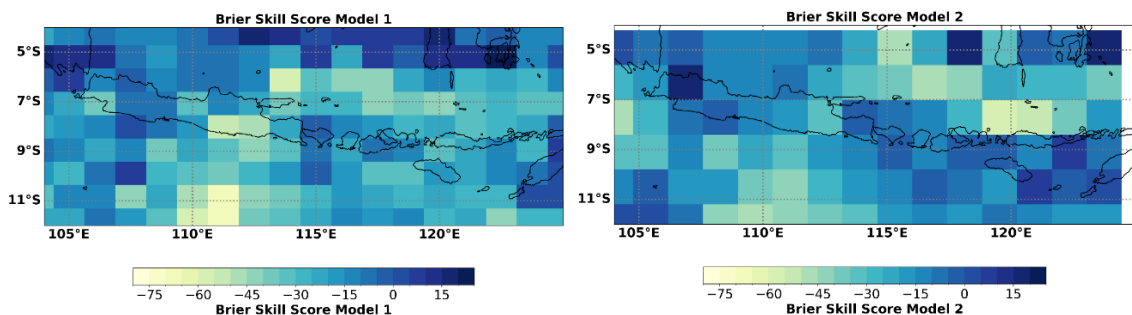 Brier Skill Score Model 1
5°S
7°S
9°S
11°S
105°E 110°E 115°E 120°E
−75 −60 −45 −30 −15 0 15
Brier Skill Score Model 1
Brier Skill Score Model 2
5°S
7°S
9°S
11°S
105°E 110°E 115°E 120°E
−75 −60 −45 −30 −15 0 15
Brier Skill Score Model 2